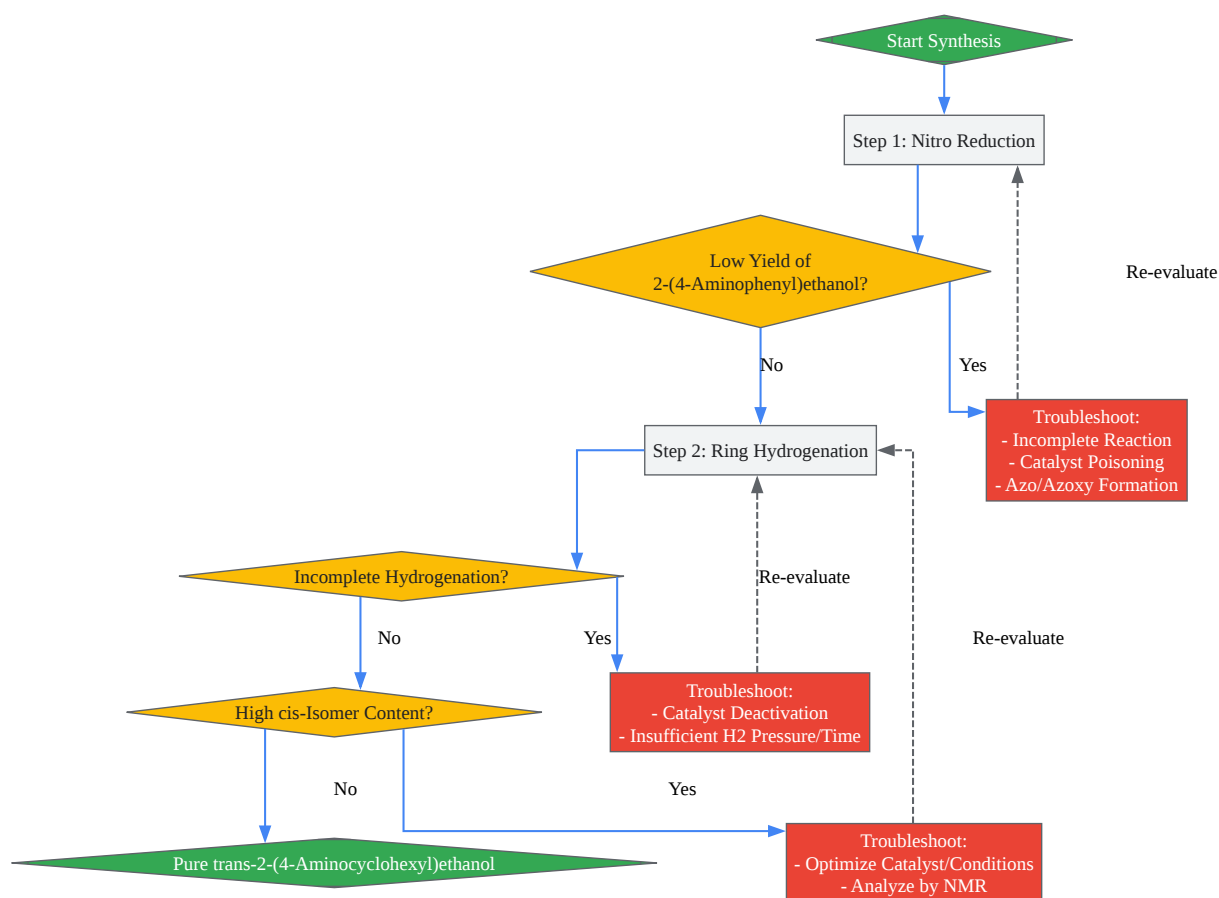 Start Synthesis
Step 1: Nitro Reduction
Low Yield of
2-(4-Aminophenyl)ethanol?
Re-evaluate
No
Yes
Troubleshoot:
- Incomplete Reaction
- Catalyst Poisoning
- Azo/Azoxy Formation
Step 2: Ring Hydrogenation
Incomplete Hydrogenation?
Re-evaluate
No
Yes
Re-evaluate
Troubleshoot:
- Catalyst Deactivation
- Insufficient H2 Pressure/Time
High cis-Isomer Content?
No
Yes
Troubleshoot:
- Optimize Catalyst/Conditions
- Analyze by NMR
Pure trans-2-(4-Aminocyclohexyl)ethanol